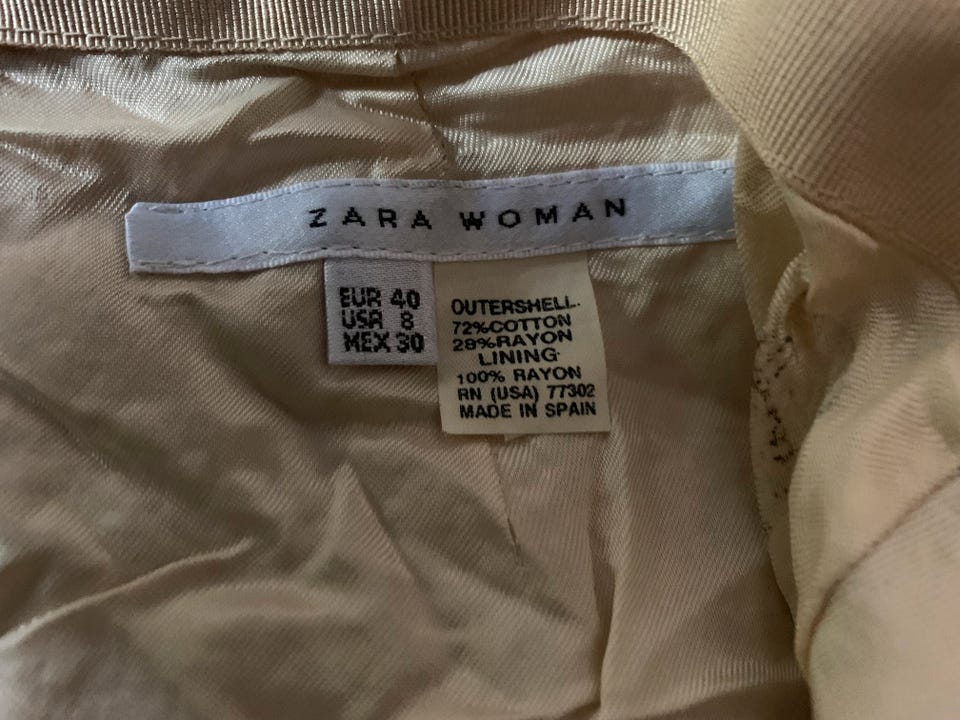 ZARA WOMAN
EUR 40
USA 8
MEX 30
OUTERSHELL.
72%COTTON
28%RAYON
LINING
100% RAYON
RN (USA) 77302
MADE IN SPAIN